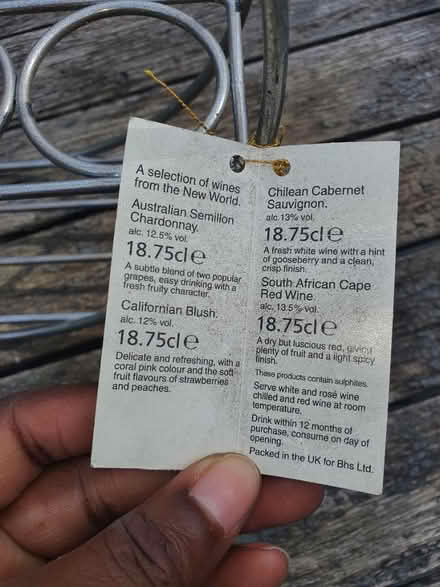 A selection of wines
from the New World.
Australian Semillon
Chardonnay.
alc. 12.5% vol.
18.75cl e
A subtle blend of two popular
grapes, easy drinking with a
fresh fruity character.
Californian Blush.
alc. 12% vol.
18.75cl e
Delicate and refreshing, with a
coral pink colour and the soft
fruit flavours of strawberries
and peaches.
Chilean Cabernet
Sauvignon.
alc. 13% vol.
18.75cl e
A fresh white wine with a hint
of gooseberry and a clean,
crisp finish.
South African Cape
Red Wine.
alc. 13.5% vol.
18.75cl e
A dry but luscious red, giving
plenty of fruit and a light spicy
finish.
These products contain sulphites.
Serve white and rosé wine
chilled and red wine at room
temperature.
Drink within 12 months of
purchase, consume on day of
opening.
Packed in the UK for Bhs Ltd.